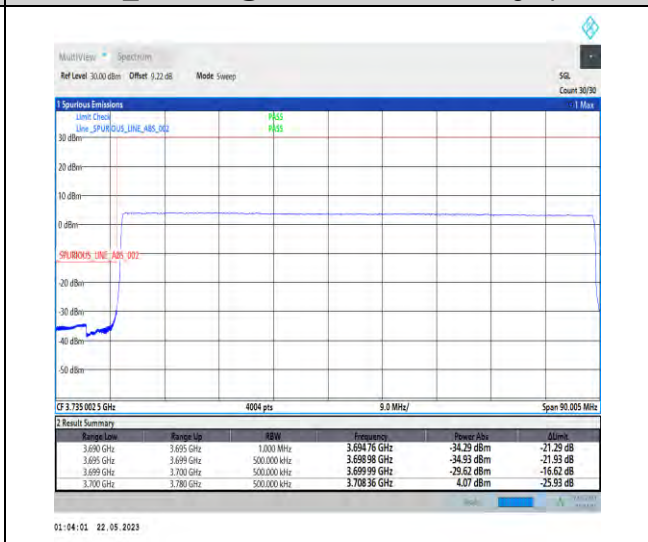 MultiView Spectrum
Ref Level 30.00 dBm Offset 9.22 dB Mode Sweep SGL
Count 30/30
1 Spurious Emissions 1 Max
Limit Check PASS
Line _SPURIOUS_LINE_ABS_002 PASS
30 dBm
20 dBm
10 dBm
0 dBm
SPURIOUS_LINE_ABS_002
-20 dBm
-30 dBm
-40 dBm
-50 dBm
CF 3.735 002 5 GHz 4004 pts 9.0 MHz/ Span 90.005 MHz
2 Result Summary
Range Low Range Up RBW Frequency Power Abs ΔLimit
3.690 GHz 3.695 GHz 1.000 MHz 3.694 76 GHz -34.29 dBm -21.29 dB
3.695 GHz 3.699 GHz 500.000 kHz 3.698 98 GHz -34.93 dBm -21.93 dB
3.699 GHz 3.700 GHz 500.000 kHz 3.699 99 GHz -29.62 dBm -16.62 dB
3.700 GHz 3.780 GHz 500.000 kHz 3.708 36 GHz 4.07 dBm -25.93 dB
01:04:01 22.05.2023